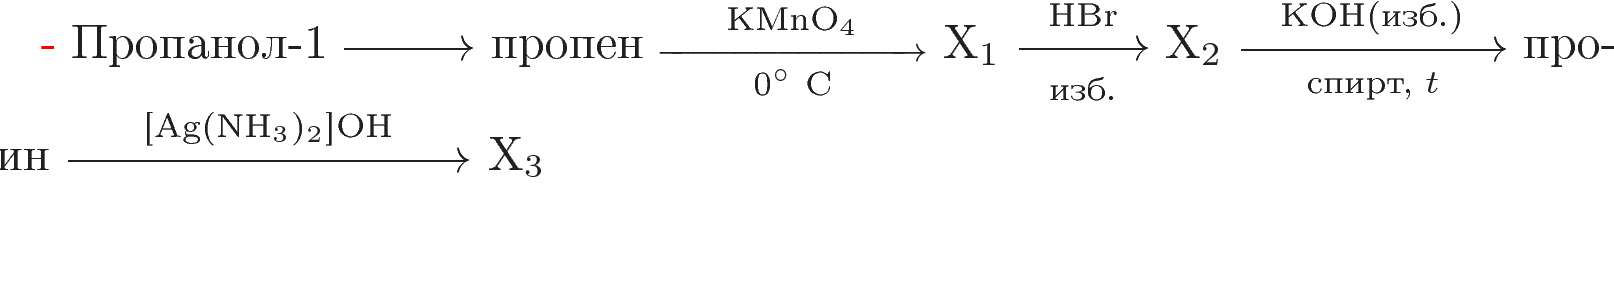 - Пропанол-1 ⟶ пропен ⟶ X₁ ⟶ X₂ ⟶ про-
KMnO₄ HBr KOH(изб.)
0° C изб. спирт, t
ин ⟶ X₃
[Ag(NH₃)₂]OH